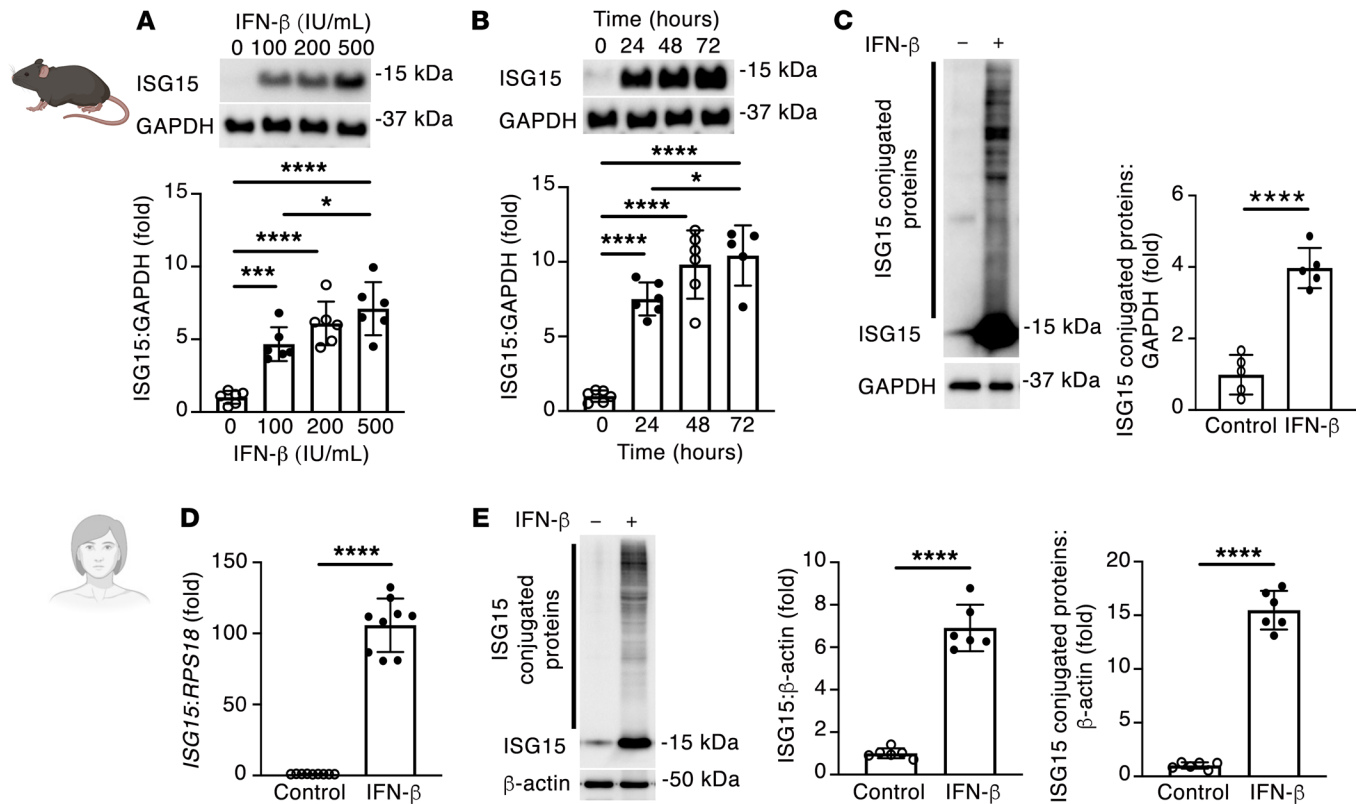 A
IFN-β (IU/mL)
0 100 200 500
ISG15
-15 kDa
GAPDH
-37 kDa
ISG15:GAPDH (fold)
15
10
5
0
****
*
****
***
0 100 200 500
IFN-β (IU/mL)
B
Time (hours)
0 24 48 72
ISG15
-15 kDa
GAPDH
-37 kDa
ISG15:GAPDH (fold)
15
10
5
0
****
*
****
****
0 24 48 72
Time (hours)
C
IFN-β − +
ISG15 conjugated
proteins
ISG15
-15 kDa
GAPDH
-37 kDa
ISG15 conjugated proteins:
GAPDH (fold)
6
4
2
0
****
Control IFN-β
D
ISG15:RPS18 (fold)
150
100
50
0
****
Control IFN-β
E
IFN-β − +
ISG15
conjugated
proteins
ISG15
-15 kDa
β-actin
-50 kDa
ISG15:β-actin (fold)
10
8
6
4
2
0
****
Control IFN-β
ISG15 conjugated proteins:
β-actin (fold)
20
15
10
5
0
****
Control IFN-β